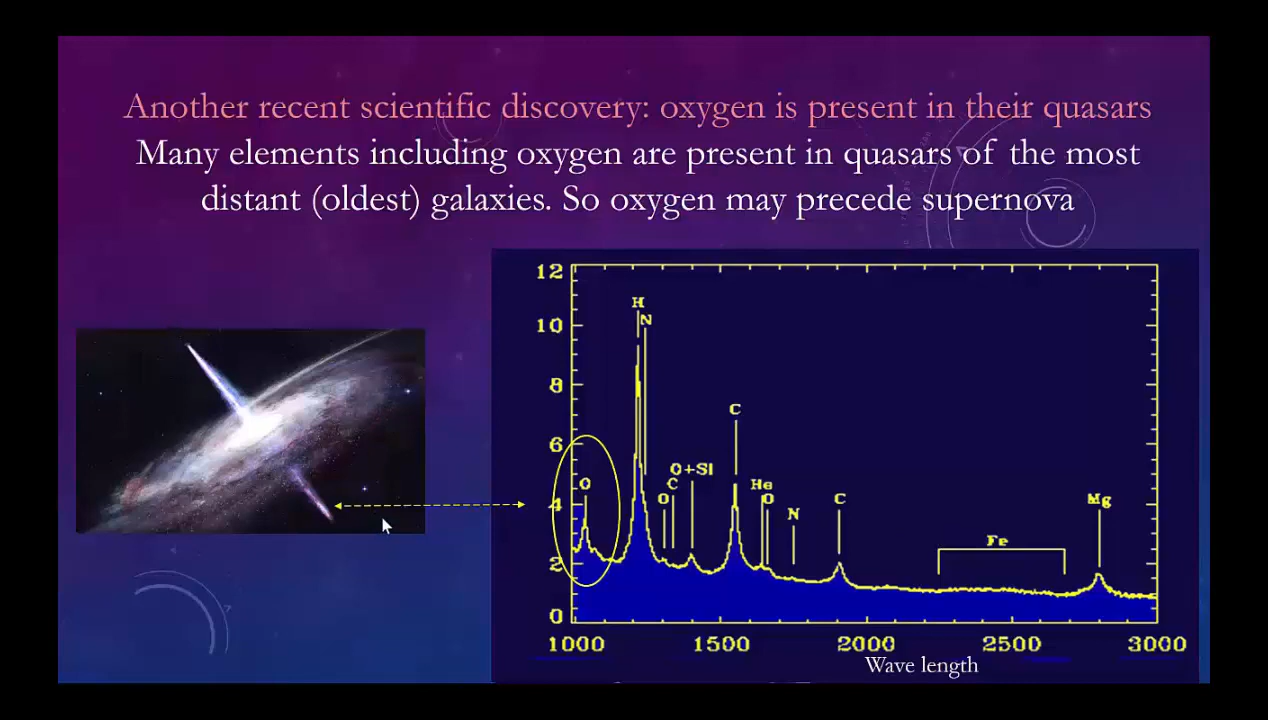 Another recent scientific discovery: oxygen is present in their quasars
Many elements including oxygen are present in quasars of the most
distant (oldest) galaxies. So oxygen may precede supernova
12
10
8
6
4
2
0
H
N
C
O
O
C
O+SI
He
O
N
C
Fe
Mg
1000 1500 2000 2500 3000
Wave length